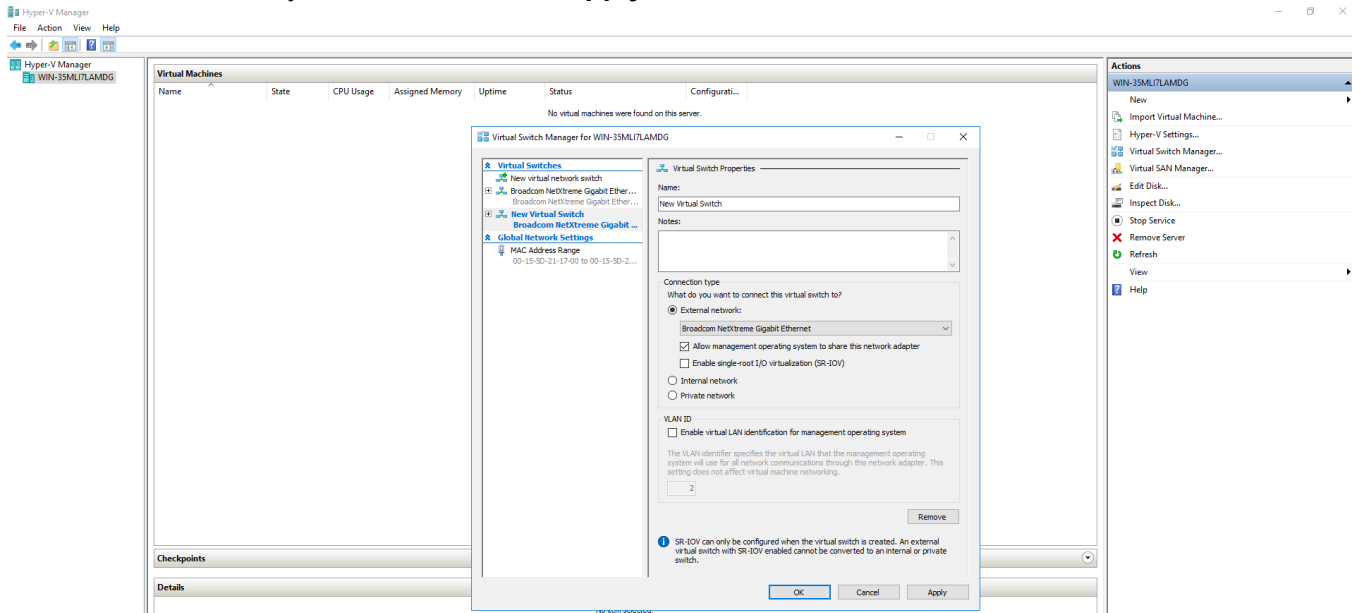 Hyper-V Manager
File Action View Help
Hyper-V Manager
WIN-35MLI7LAMDG
Virtual Machines
Name State CPU Usage Assigned Memory Uptime Status Configurati...
No virtual machines were found on this server.
Virtual Switch Manager for WIN-35MLI7LAMDG
Virtual Switches
New virtual network switch
Broadcom NetXtreme Gigabit Ether...
Broadcom NetXtreme Gigabit Ether...
New Virtual Switch
Broadcom NetXtreme Gigabit ...
Global Network Settings
MAC Address Range
00-15-5D-21-17-00 to 00-15-5D-2...
Virtual Switch Properties
Name:
New Virtual Switch
Notes:
Connection type
What do you want to connect this virtual switch to?
External network:
Broadcom NetXtreme Gigabit Ethernet
Allow management operating system to share this network adapter
Enable single-root I/O virtualization (SR-IOV)
Internal network
Private network
VLAN ID
Enable virtual LAN identification for management operating system
The VLAN identifier specifies the virtual LAN that the management operating
system will use for all network communications through this network adapter. This
setting does not affect virtual machine networking.
2
Remove
SR-IOV can only be configured when the virtual switch is created. An external
virtual switch with SR-IOV enabled cannot be converted to an internal or private
switch.
OK Cancel Apply
Checkpoints
Details
No item selected.
Actions
WIN-35MLI7LAMDG
New
Import Virtual Machine...
Hyper-V Settings...
Virtual Switch Manager...
Virtual SAN Manager...
Edit Disk...
Inspect Disk...
Stop Service
Remove Server
Refresh
View
Help